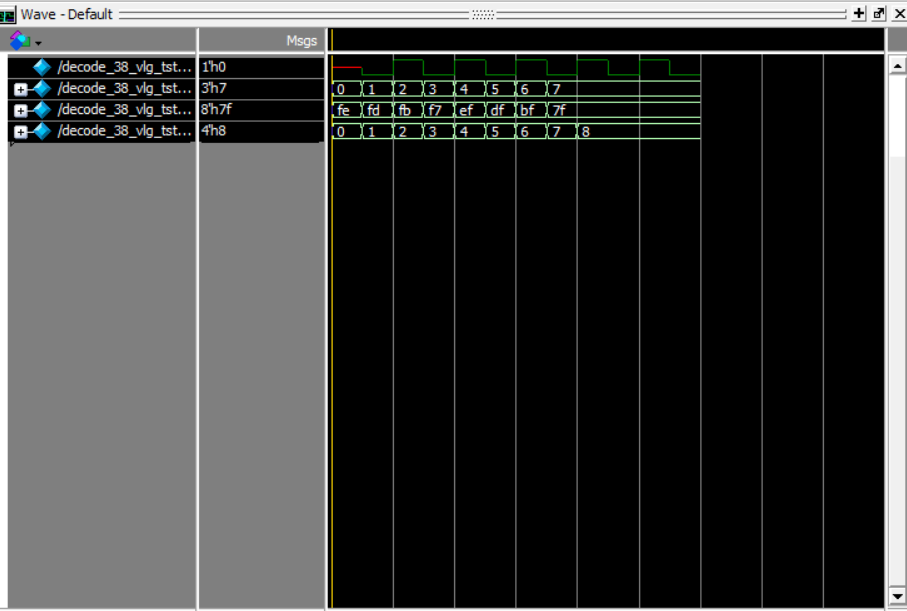 Wave - Default
Msgs
/decode_38_vlg_tst... 1'h0
/decode_38_vlg_tst... 3'h7 0 1 2 3 4 5 6 7
/decode_38_vlg_tst... 8'h7f fe fd fb f7 ef df bf 7f
/decode_38_vlg_tst... 4'h8 0 1 2 3 4 5 6 7 8